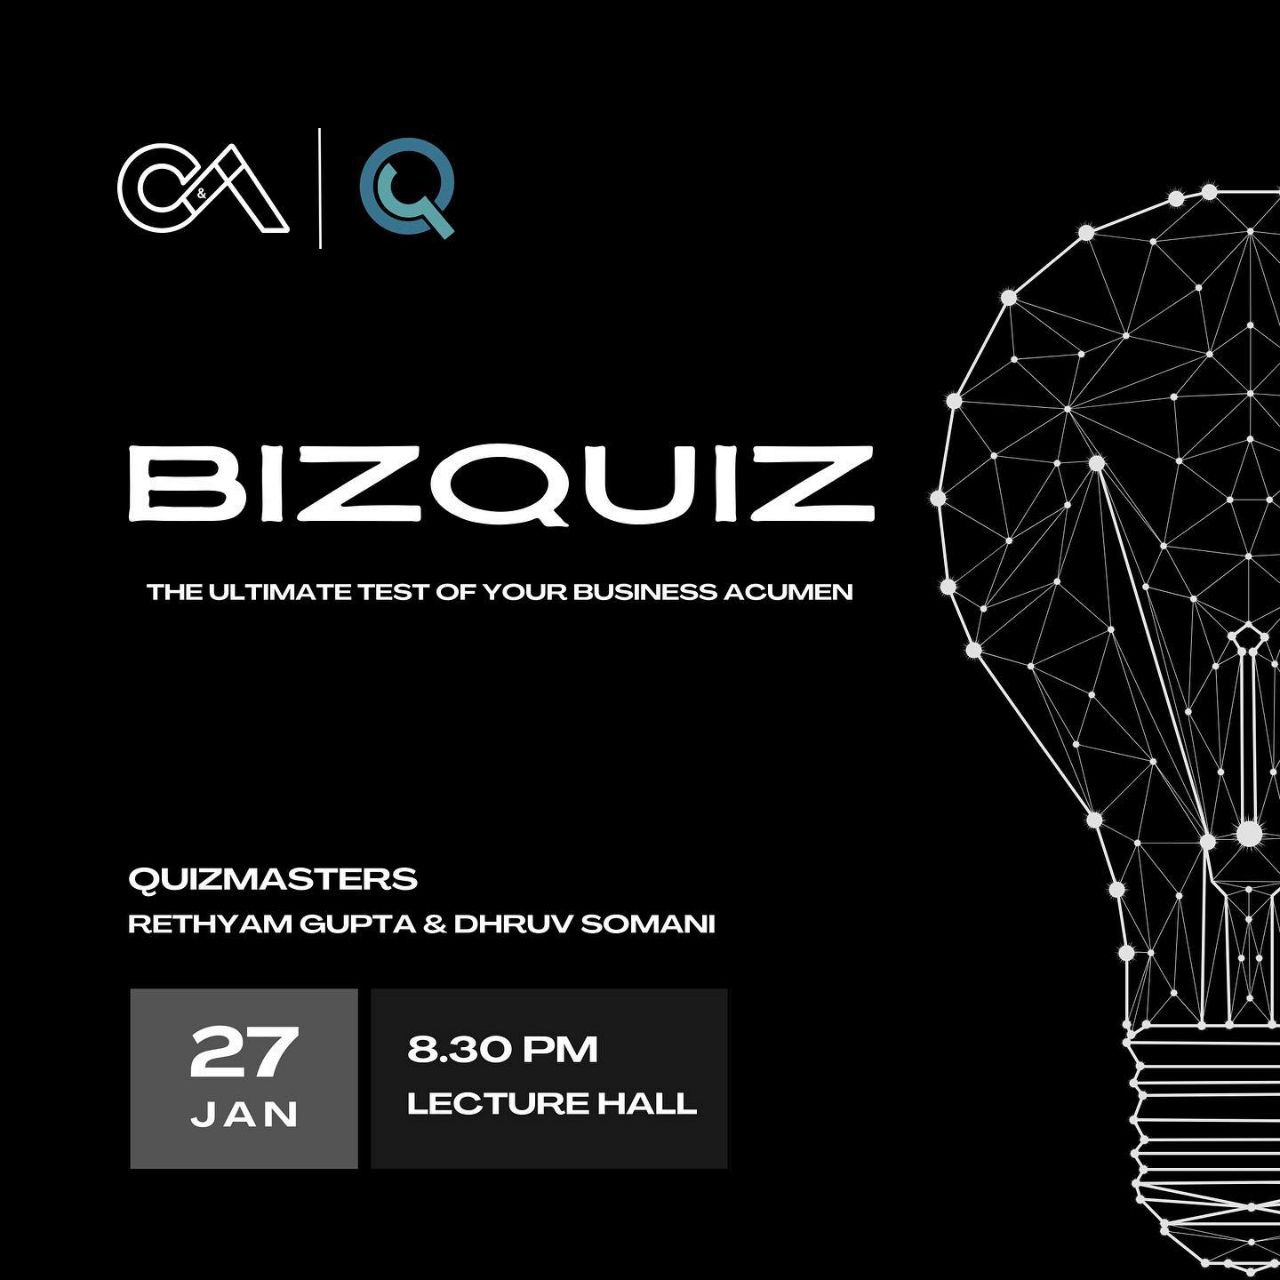 C&A
Q
BIZQUIZ
THE ULTIMATE TEST OF YOUR BUSINESS ACUMEN
QUIZMASTERS
RETHYAM GUPTA & DHRUV SOMANI
27
JAN
8.30 PM
LECTURE HALL